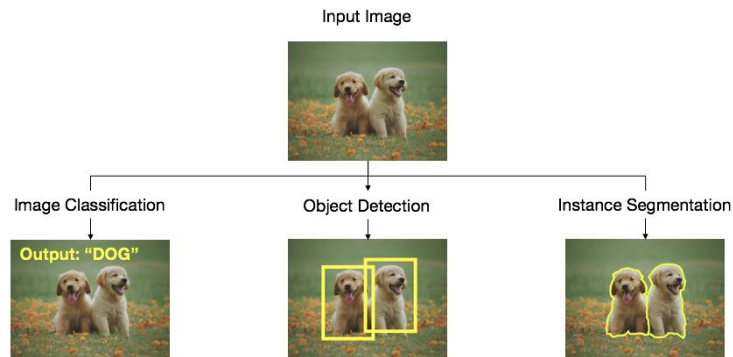 Input Image
Image Classification
Object Detection
Instance Segmentation
Output: “DOG”